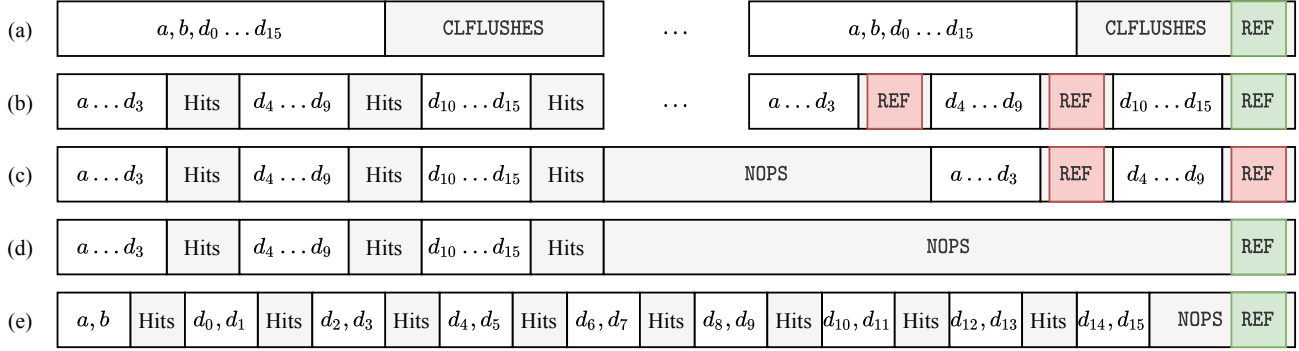 (a) a, b, d₀ … d₁₅ CLFLUSHES … a, b, d₀ … d₁₅ CLFLUSHES REF
(b) a … d₃ Hits d₄ … d₉ Hits d₁₀ … d₁₅ Hits … a … d₃ REF d₄ … d₉ REF d₁₀ … d₁₅ REF
(c) a … d₃ Hits d₄ … d₉ Hits d₁₀ … d₁₅ Hits NOPS a … d₃ REF d₄ … d₉ REF
(d) a … d₃ Hits d₄ … d₉ Hits d₁₀ … d₁₅ Hits NOPS REF
(e) a, b Hits d₀, d₁ Hits d₂, d₃ Hits d₄, d₅ Hits d₆, d₇ Hits d₈, d₉ Hits d₁₀, d₁₁ Hits d₁₂, d₁₃ Hits d₁₄, d₁₅ NOPS REF